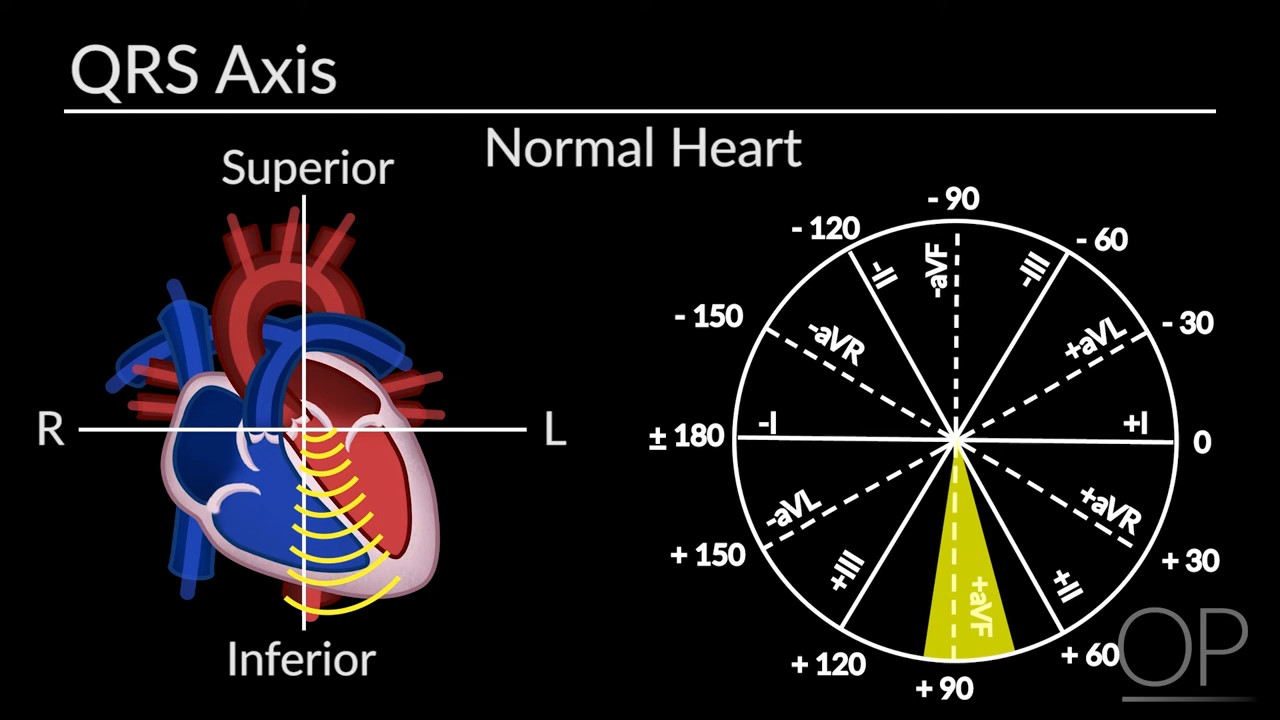 QRS Axis
Normal Heart
Superior
R
L
Inferior
- 90
- 120
- 60
-II
-aVF
-III
- 150
- 30
-aVR
+aVL
± 180
-I
+I
0
-aVL
+aVR
+ 150
+ 30
+III
+aVF
+II
+ 120
+ 60
+ 90
OP